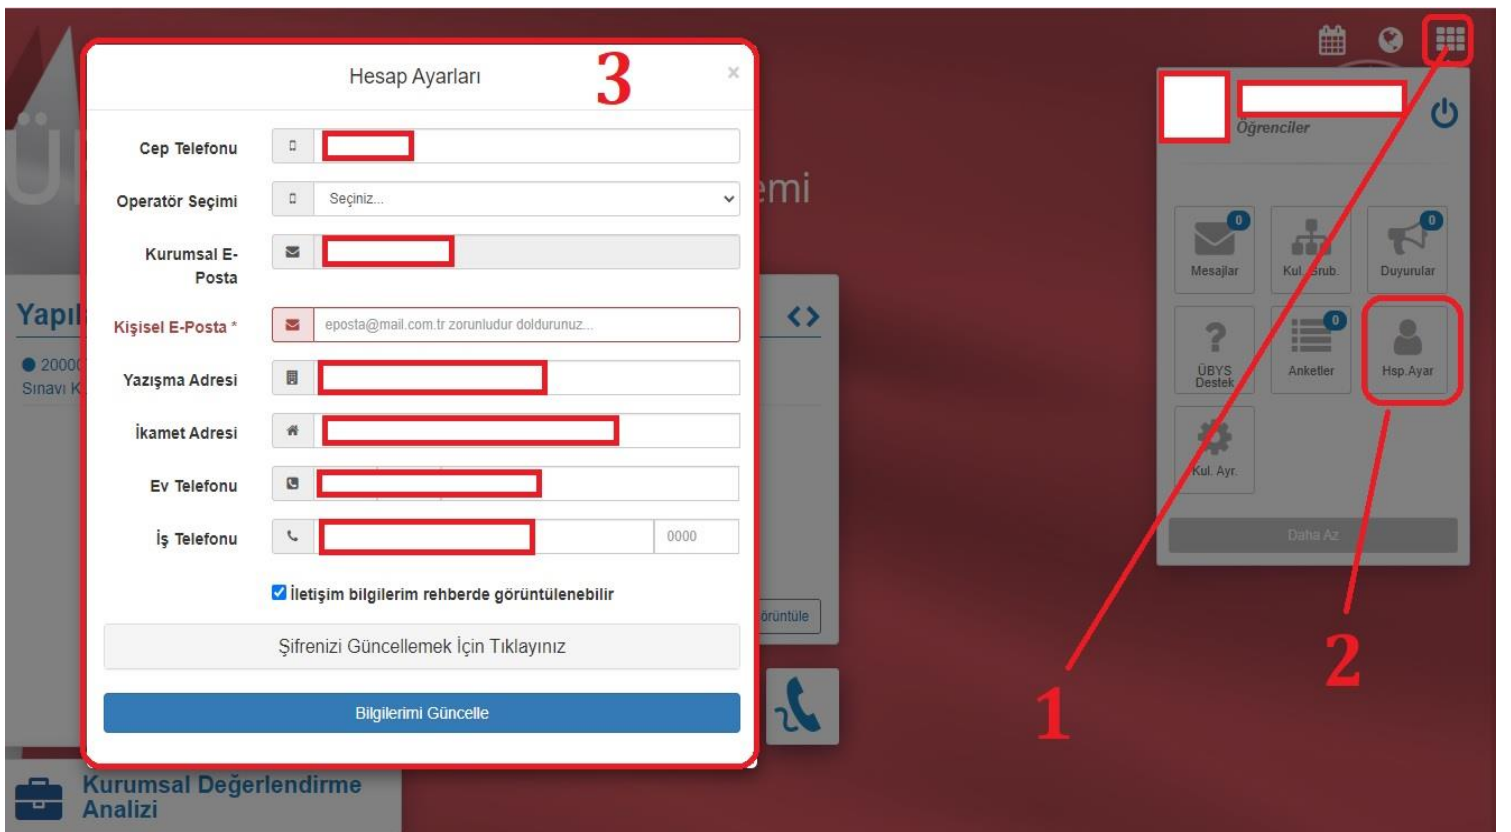 Hesap Ayarları
3
×
Cep Telefonu
Operatör Seçimi
Seçiniz...
Kurumsal E-
Posta
Kişisel E-Posta *
eposta@mail.com.tr zorunludur doldurunuz...
Yazışma Adresi
İkamet Adresi
Ev Telefonu
İş Telefonu
0000
İletişim bilgilerim rehberde görüntülenebilir
Şifrenizi Güncellemek İçin Tıklayınız
Bilgilerimi Güncelle
emi
Yapıl
20000
Sınavı K
örüntüle
Kurumsal Değerlendirme
Analizi
Öğrenciler
0
0
Mesajlar
Kul. Grub.
Duyurular
0
ÜBYS
Destek
Anketler
Hsp.Ayar
Kul. Ayr.
Daha Az
1
2